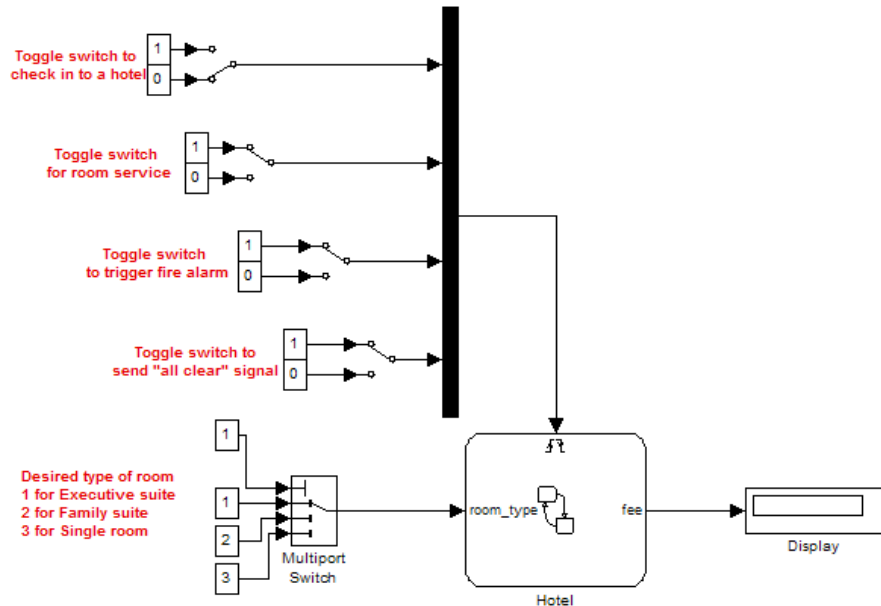 Toggle switch to
check in to a hotel
1
0
Toggle switch
for room service
1
0
Toggle switch
to trigger fire alarm
1
0
Toggle switch to
send "all clear" signal
1
0
Desired type of room
1 for Executive suite
2 for Family suite
3 for Single room
1
1
2
3
Multiport
Switch
room_type
fee
Hotel
Display